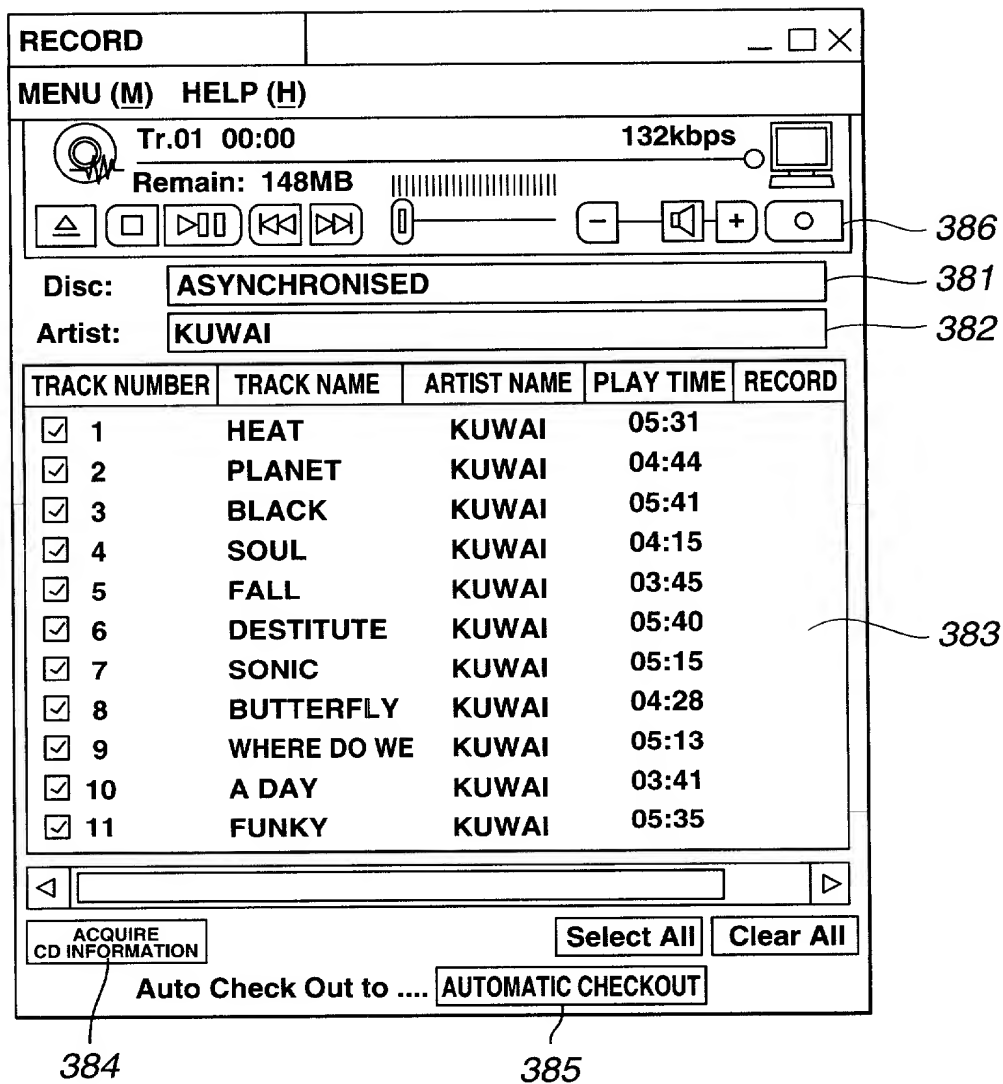 RECORD
MENU (M) HELP (H)
Tr.01 00:00 132kbps
Remain: 148MB
386
Disc: ASYNCHRONISED 381
Artist: KUWAI 382
TRACK NUMBER TRACK NAME ARTIST NAME PLAY TIME RECORD
1 HEAT KUWAI 05:31
2 PLANET KUWAI 04:44
3 BLACK KUWAI 05:41
4 SOUL KUWAI 04:15
5 FALL KUWAI 03:45
6 DESTITUTE KUWAI 05:40
383
7 SONIC KUWAI 05:15
8 BUTTERFLY KUWAI 04:28
9 WHERE DO WE KUWAI 05:13
10 A DAY KUWAI 03:41
11 FUNKY KUWAI 05:35
ACQUIRE
CD INFORMATION
Select All Clear All
Auto Check Out to .... AUTOMATIC CHECKOUT
384 385